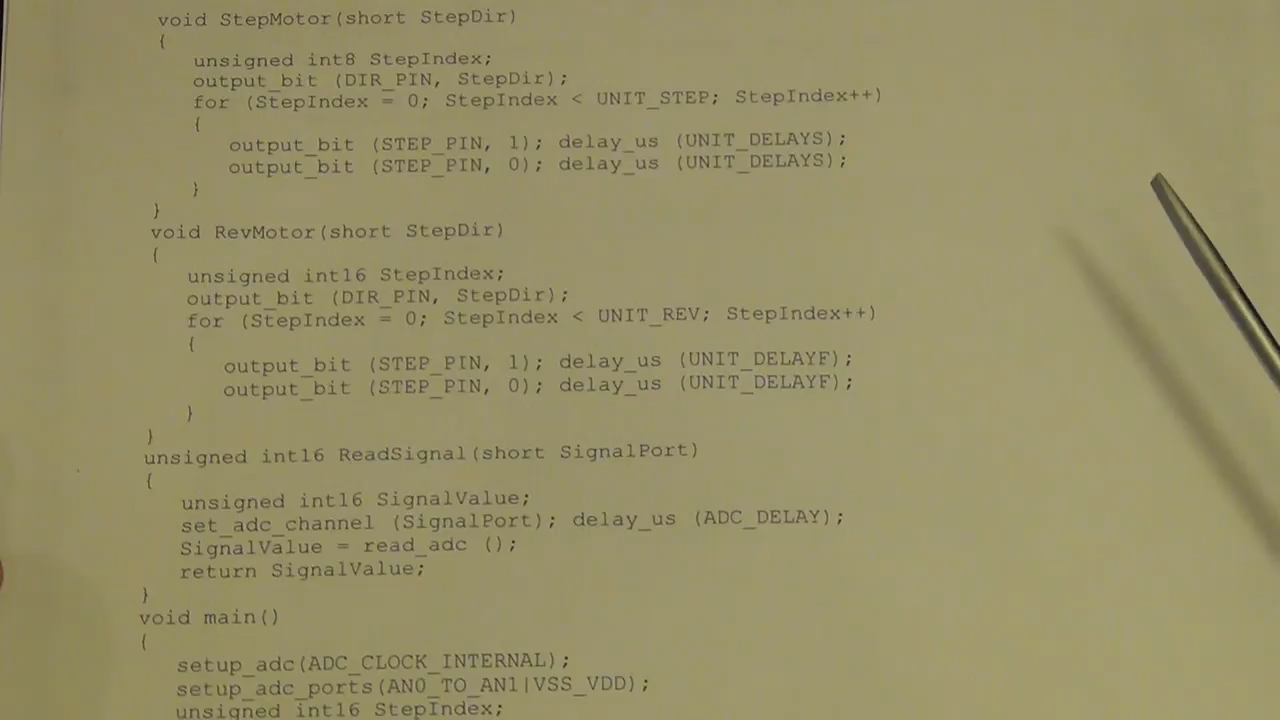 void StepMotor(short StepDir)
{
unsigned int8 StepIndex;
output_bit (DIR_PIN, StepDir);
for (StepIndex = 0; StepIndex < UNIT_STEP; StepIndex++)
{
output_bit (STEP_PIN, 1); delay_us (UNIT_DELAYS);
output_bit (STEP_PIN, 0); delay_us (UNIT_DELAYS);
}
}
void RevMotor(short StepDir)
{
unsigned int16 StepIndex;
output_bit (DIR_PIN, StepDir);
for (StepIndex = 0; StepIndex < UNIT_REV; StepIndex++)
{
output_bit (STEP_PIN, 1); delay_us (UNIT_DELAYF);
output_bit (STEP_PIN, 0); delay_us (UNIT_DELAYF);
}
}
unsigned int16 ReadSignal(short SignalPort)
{
unsigned int16 SignalValue;
set_adc_channel (SignalPort); delay_us (ADC_DELAY);
SignalValue = read_adc ();
return SignalValue;
}
void main()
{
setup_adc(ADC_CLOCK_INTERNAL);
setup_adc_ports(AN0_TO_AN1|VSS_VDD);
unsigned int16 StepIndex;